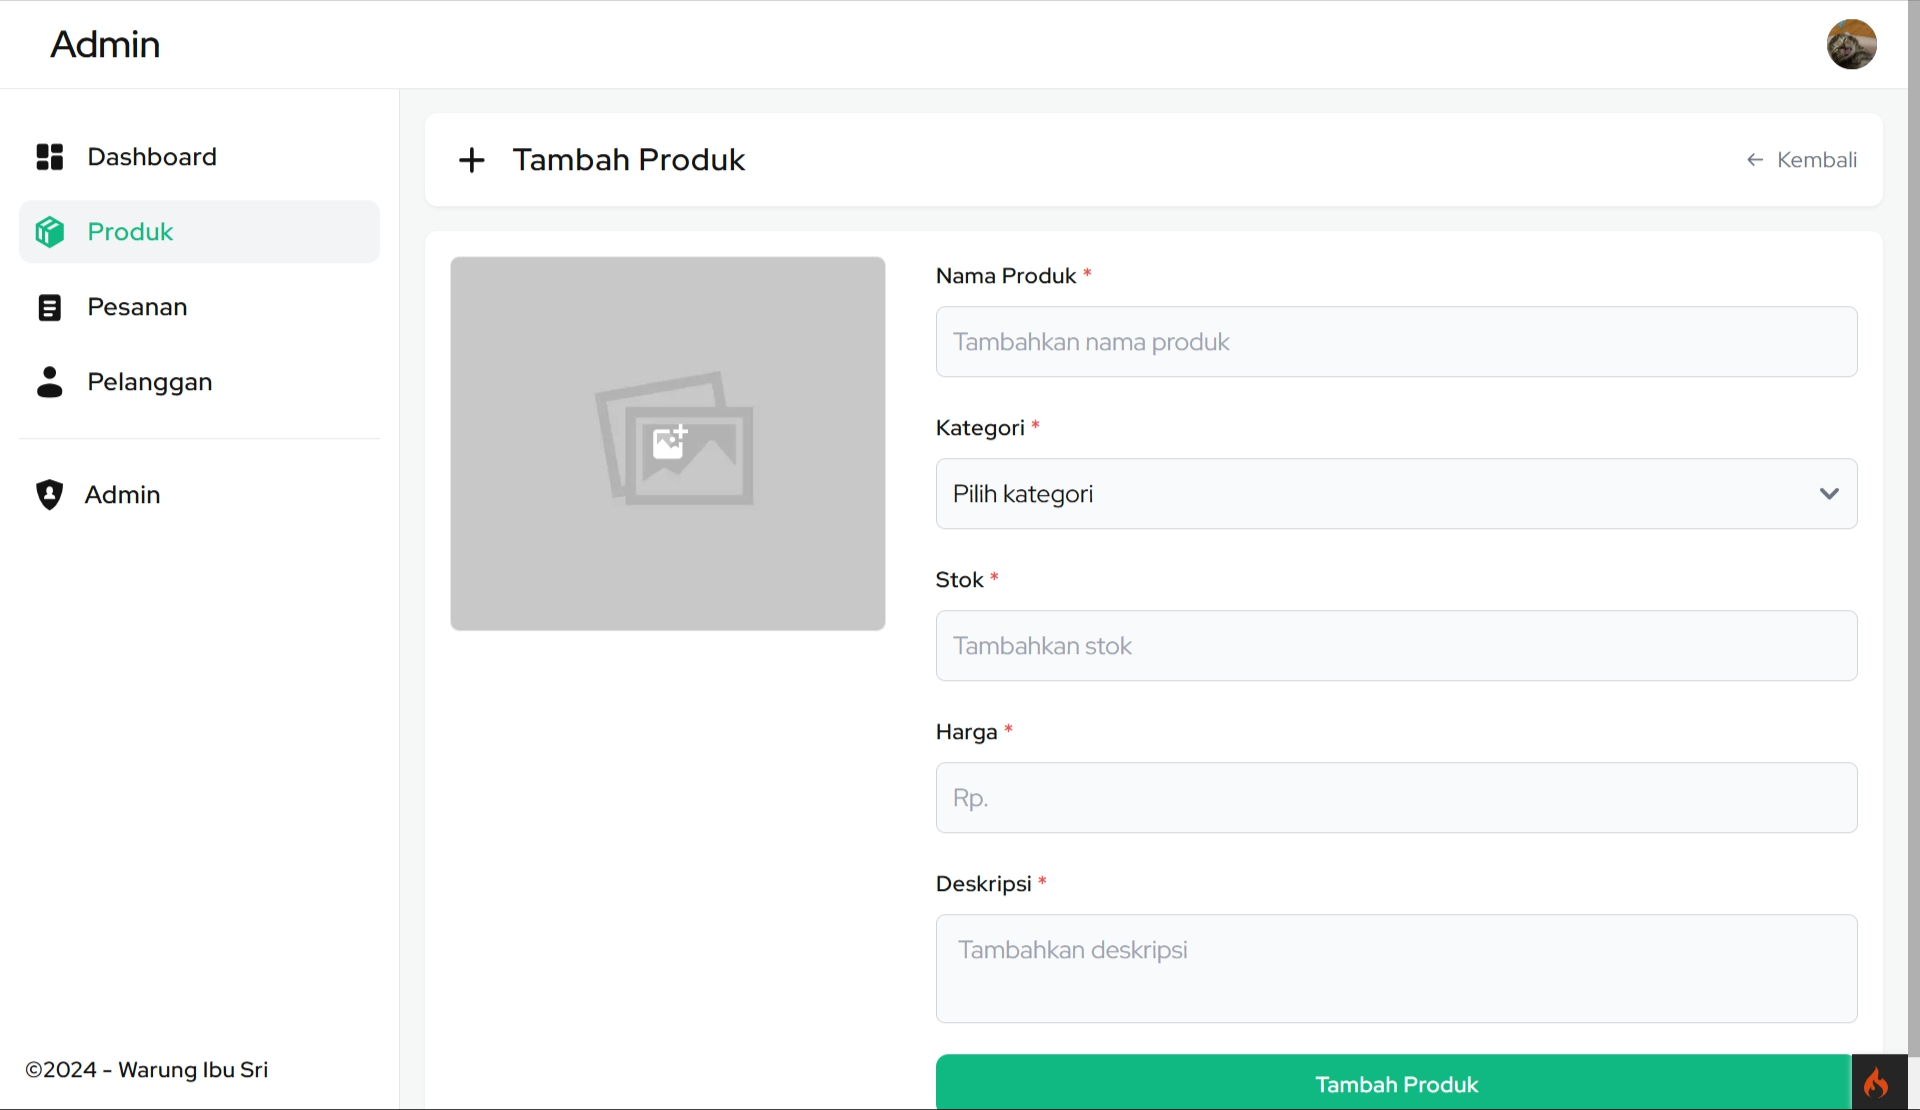 Admin
Dashboard
Produk
Pesanan
Pelanggan
Admin
©2024 - Warung Ibu Sri
Tambah Produk
Kembali
Nama Produk *
Tambahkan nama produk
Kategori *
Pilih kategori
Stok *
Tambahkan stok
Harga *
Rp.
Deskripsi *
Tambahkan deskripsi
Tambah Produk